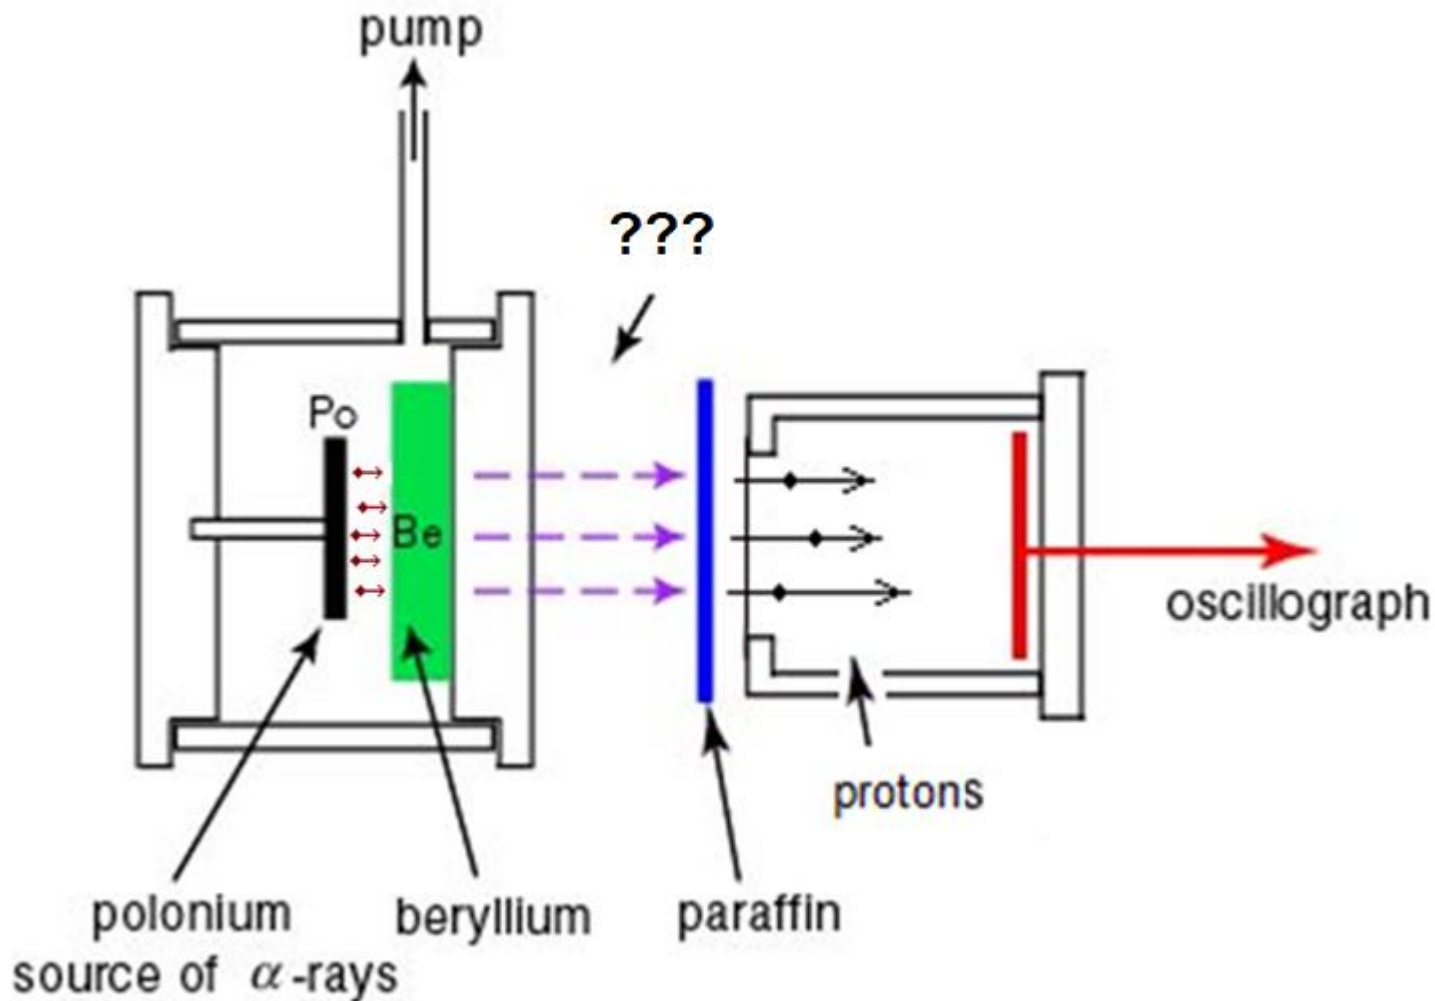 pump
???
Po
Be
oscillograph
protons
polonium
source of α-rays
beryllium
paraffin